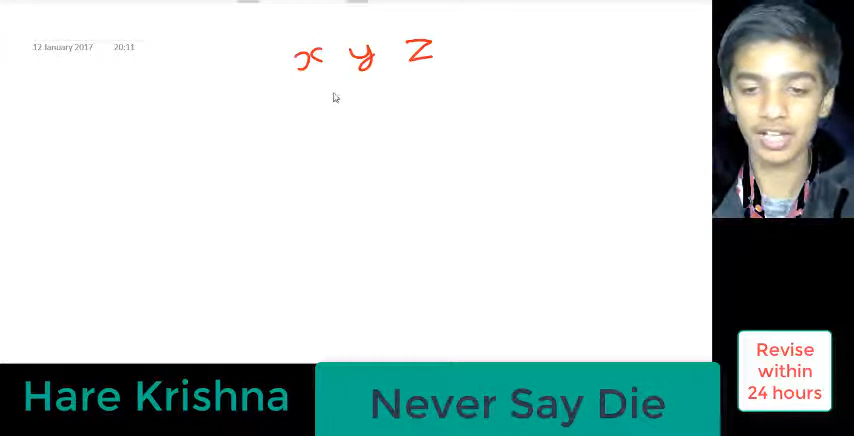 12 January 2017 20:11
x y z
Revise
within
24 hours
Hare Krishna
Never Say Die